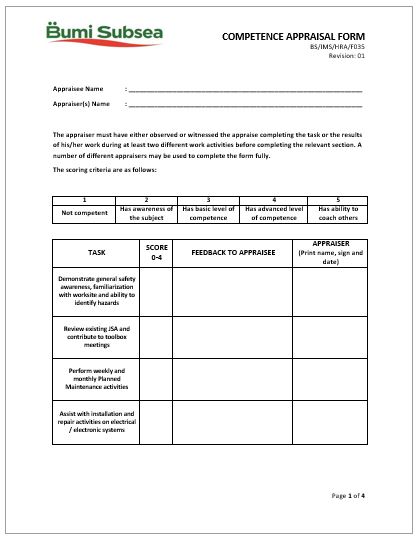 Bumi Subsea
COMPETENCE APPRAISAL FORM
BS/IMS/HRA/F035
Revision: 01
Appraisee Name : ____________________
Appraiser(s) Name : ____________________
The appraiser must have either observed or witnessed the appraise completing the task or the results
of his/her work during at least two different work activities before completing the relevant section. A
number of different appraisers may be used to complete the form fully.
The scoring criteria are as follows:
1 2 3 4 5
Not competent Has awareness of the subject Has basic level of competence Has advanced level of competence Has ability to coach others
TASK SCORE 0-4 FEEDBACK TO APPRAISEE APPRAISER (Print name, sign and date)
Demonstrate general safety
awareness, familiarization
with worksite and ability to
identify hazards
Review existing JSA and
contribute to toolbox
meetings
Perform weekly and
monthly Planned
Maintenance activities
Assist with installation and
repair activities on electrical
/ electronic systems
Page 1 of 4